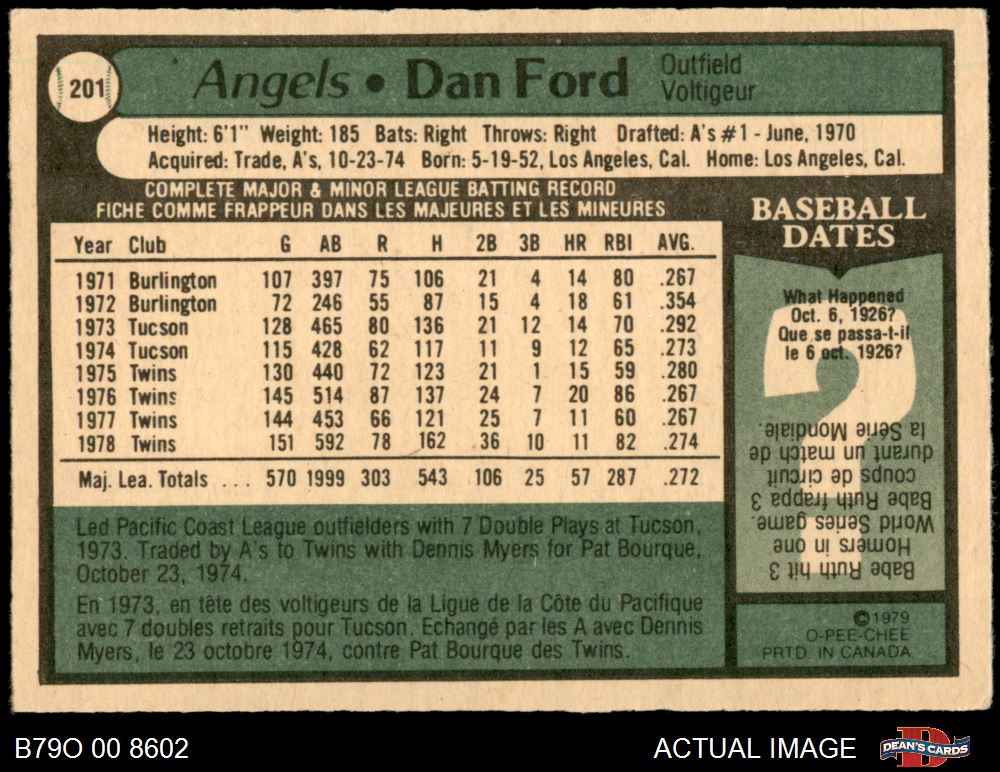 201
Angels • Dan Ford
Outfield
Voltigeur
Height: 6'1" Weight: 185 Bats: Right Throws: Right Drafted: A's #1 - June, 1970
Acquired: Trade, A's, 10-23-74 Born: 5-19-52, Los Angeles, Cal. Home: Los Angeles, Cal.
COMPLETE MAJOR & MINOR LEAGUE BATTING RECORD
FICHE COMME FRAPPEUR DANS LES MAJEURES ET LES MINEURES
Year Club G AB R H 2B 3B HR RBI AVG.
1971 Burlington 107 397 75 106 21 4 14 80 .267
1972 Burlington 72 246 55 87 15 4 18 61 .354
1973 Tucson 128 465 80 136 21 12 14 70 .292
1974 Tucson 115 428 62 117 11 9 12 65 .273
1975 Twins 130 440 72 123 21 1 15 59 .280
1976 Twins 145 514 87 137 24 7 20 86 .267
1977 Twins 144 453 66 121 25 7 11 60 .267
1978 Twins 151 592 78 162 36 10 11 82 .274
Maj. Lea. Totals ... 570 1999 303 543 106 25 57 287 .272
Led Pacific Coast League outfielders with 7 Double Plays at Tucson,
1973. Traded by A's to Twins with Dennis Myers for Pat Bourque,
October 23, 1974.
En 1973, en tête des voltigeurs de la Ligue de la Côte du Pacifique
avec 7 doubles retraits pour Tucson. Echangé par les A avec Dennis
Myers, le 23 octobre 1974, contre Pat Bourque des Twins.
BASEBALL
DATES
What Happened
Oct. 6, 1926?
Que se passa-t-il
le 6 oct. 1926?
Babe Ruth hit 3
Homers in one
World Series game.
Babe Ruth frappa 3
coups de circuit
durant un match de
la Série Mondiale.
©1979
O-PEE-CHEE
PRTD. IN CANADA
B79O 00 8602
ACTUAL IMAGE
DEAN'S CARDS